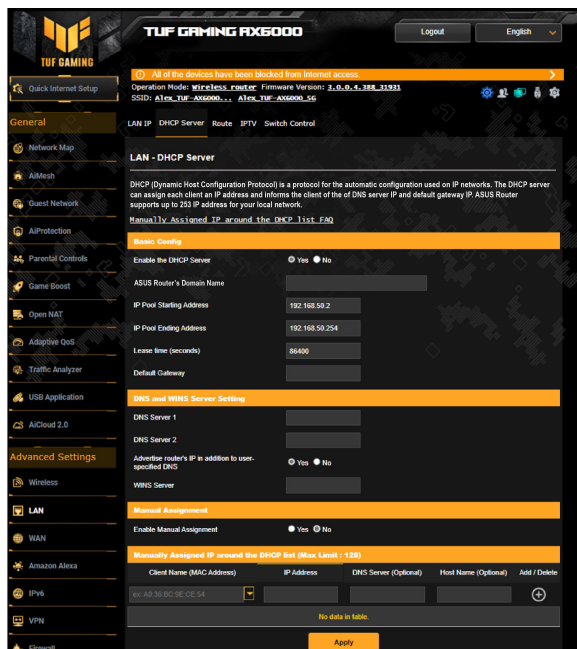 TUF GAMING
TUF GAMING AX6000
Logout
English
All of the devices have been blocked from Internet access.
Quick Internet Setup
Operation Mode: Wireless router Firmware Version: 3.0.0.4.388_31931
SSID: Alex_TUF-AX6000... Alex_TUF-AX6000_5G
General
Network Map
AiMesh
Guest Network
AiProtection
Parental Controls
Game Boost
Open NAT
Adaptive QoS
Traffic Analyzer
USB Application
AiCloud 2.0
Advanced Settings
Wireless
LAN
WAN
Amazon Alexa
IPv6
VPN
Firewall
LAN IP DHCP Server Route IPTV Switch Control
LAN - DHCP Server
DHCP (Dynamic Host Configuration Protocol) is a protocol for the automatic configuration used on IP networks. The DHCP server
can assign each client an IP address and informs the client of the of DNS server IP and default gateway IP. ASUS Router
supports up to 253 IP address for your local network.
Manually Assigned IP around the DHCP list FAQ
Basic Config
Enable the DHCP Server Yes No
ASUS Router's Domain Name
IP Pool Starting Address 192.168.50.2
IP Pool Ending Address 192.168.50.254
Lease time (seconds) 86400
Default Gateway
DNS and WINS Server Setting
DNS Server 1
DNS Server 2
Advertise router's IP in addition to user-
specified DNS Yes No
WINS Server
Manual Assignment
Enable Manual Assignment Yes No
Manually Assigned IP around the DHCP list (Max Limit : 128)
Client Name (MAC Address) IP Address DNS Server (Optional) Host Name (Optional) Add / Delete
ex: A0:36:BC:9E:CE:54
No data in table.
Apply